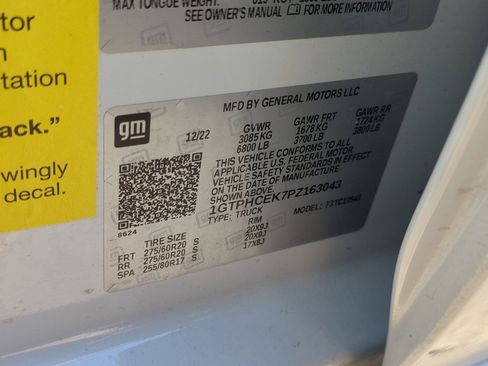 MAX TONGUE WEIGHT:
SEE OWNER'S MANUAL FOR MORE INFORMATION
tor
n
tation
ack."
wingly
decal.
MFD BY GENERAL MOTORS LLC
gm
12/22 GVWR GAWR FRT GAWR RR
3085 KG 1678 KG 1724 KG
6800 LB 3700 LB 3800 LB
THIS VEHICLE CONFORMS TO ALL
APPLICABLE U.S. FEDERAL MOTOR
VEHICLE SAFETY STANDARDS IN
EFFECT ON THE DATE OF MANUFACTURE
SHOWN ABOVE.
1GTPHCEK7PZ163043
8624
TYPE: TRUCK MODEL:
TIRE SIZE RIM
FRT 275/60R20 S 20X9J
RR 275/60R20 S 20X9J
255/80R17 S 17X8J